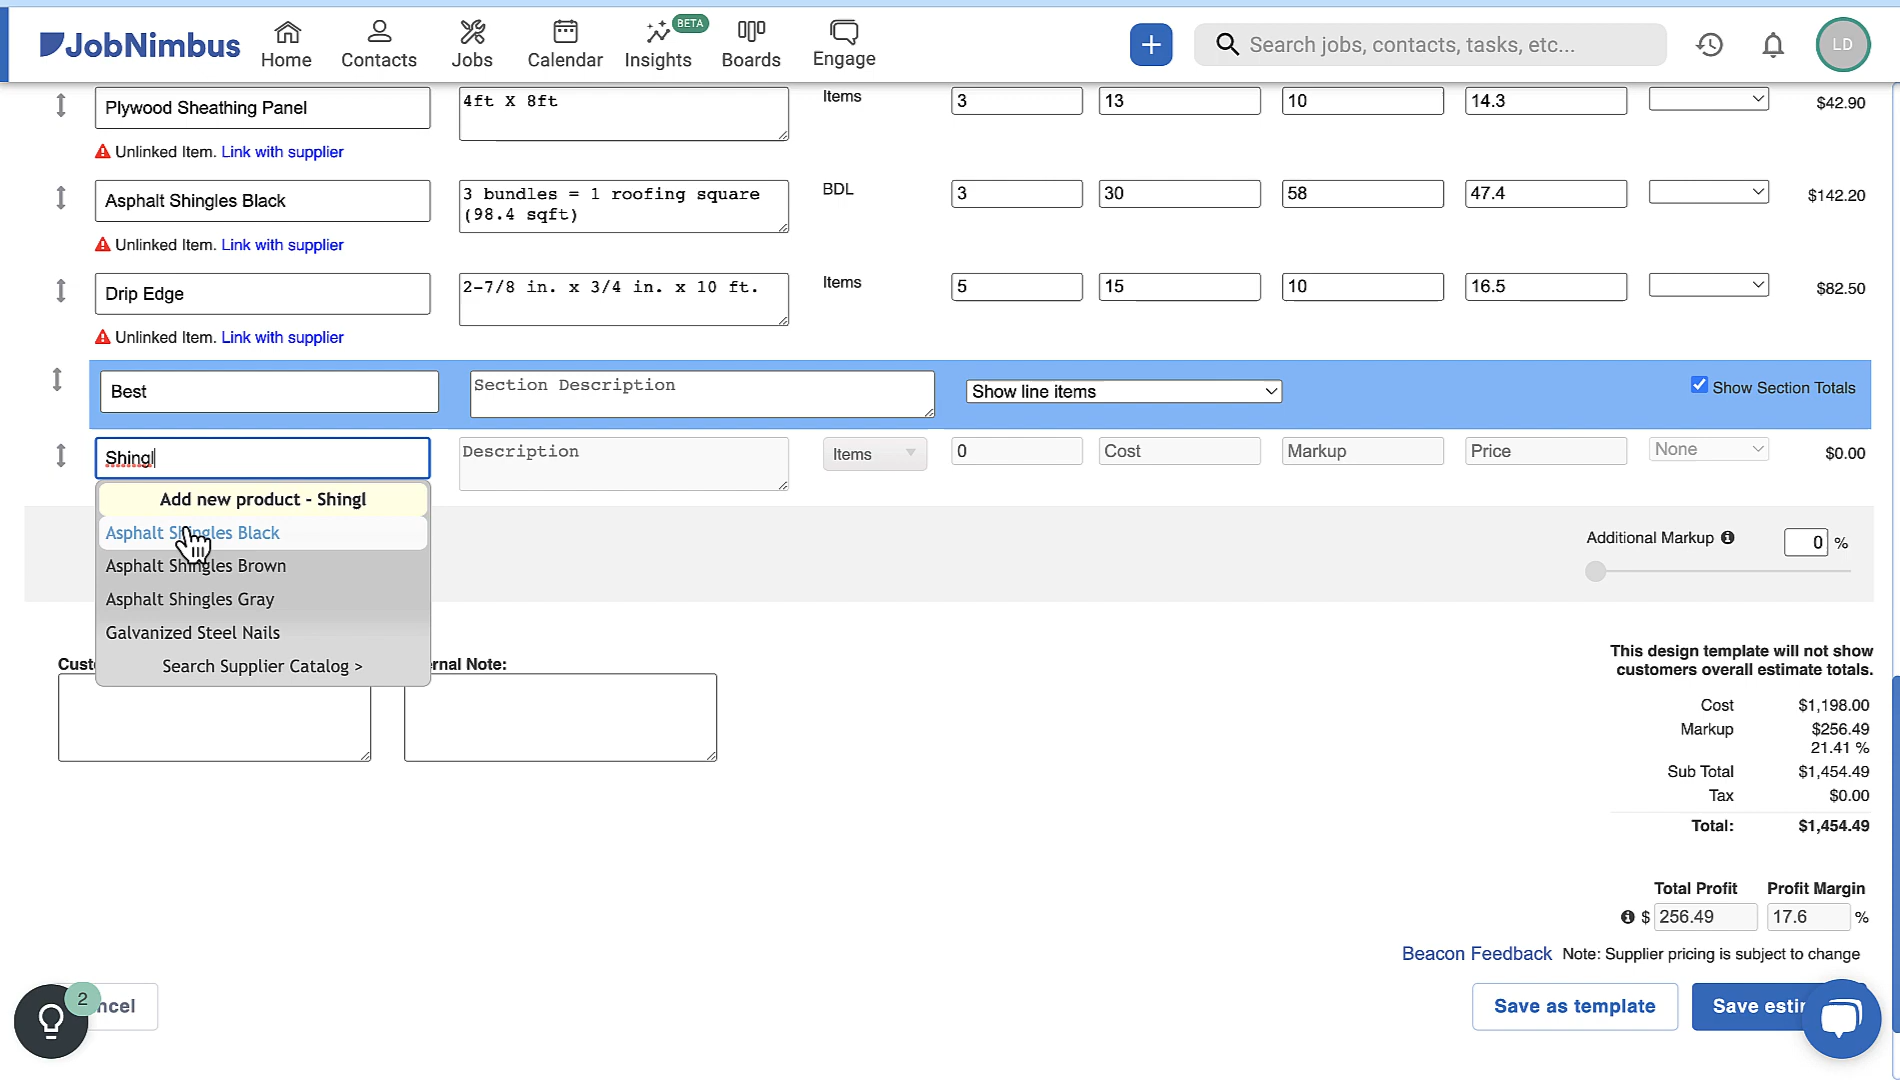 JobNimbus
Home
Contacts
Jobs
Calendar
Insights
BETA
Boards
Engage
Search jobs, contacts, tasks, etc...
LD
Plywood Sheathing Panel
4ft X 8ft
Items
3
13
10
14.3
$42.90
Unlinked Item. Link with supplier
Asphalt Shingles Black
3 bundles = 1 roofing square
(98.4 sqft)
BDL
3
30
58
47.4
$142.20
Unlinked Item. Link with supplier
Drip Edge
2-7/8 in. x 3/4 in. x 10 ft.
Items
5
15
10
16.5
$82.50
Unlinked Item. Link with supplier
Best
Section Description
Show line items
Show Section Totals
Shingl
Description
Items
0
Cost
Markup
Price
None
$0.00
Add new product - Shingl
Asphalt Shingles Black
Asphalt Shingles Brown
Asphalt Shingles Gray
Galvanized Steel Nails
Search Supplier Catalog >
Additional Markup
0 %
Note:
This design template will not show
customers overall estimate totals.
Cost $1,198.00
Markup $256.49
21.41 %
Sub Total $1,454.49
Tax $0.00
Total: $1,454.49
Total Profit Profit Margin
$ 256.49 17.6 %
Beacon Feedback Note: Supplier pricing is subject to change
2
Save as template
Save